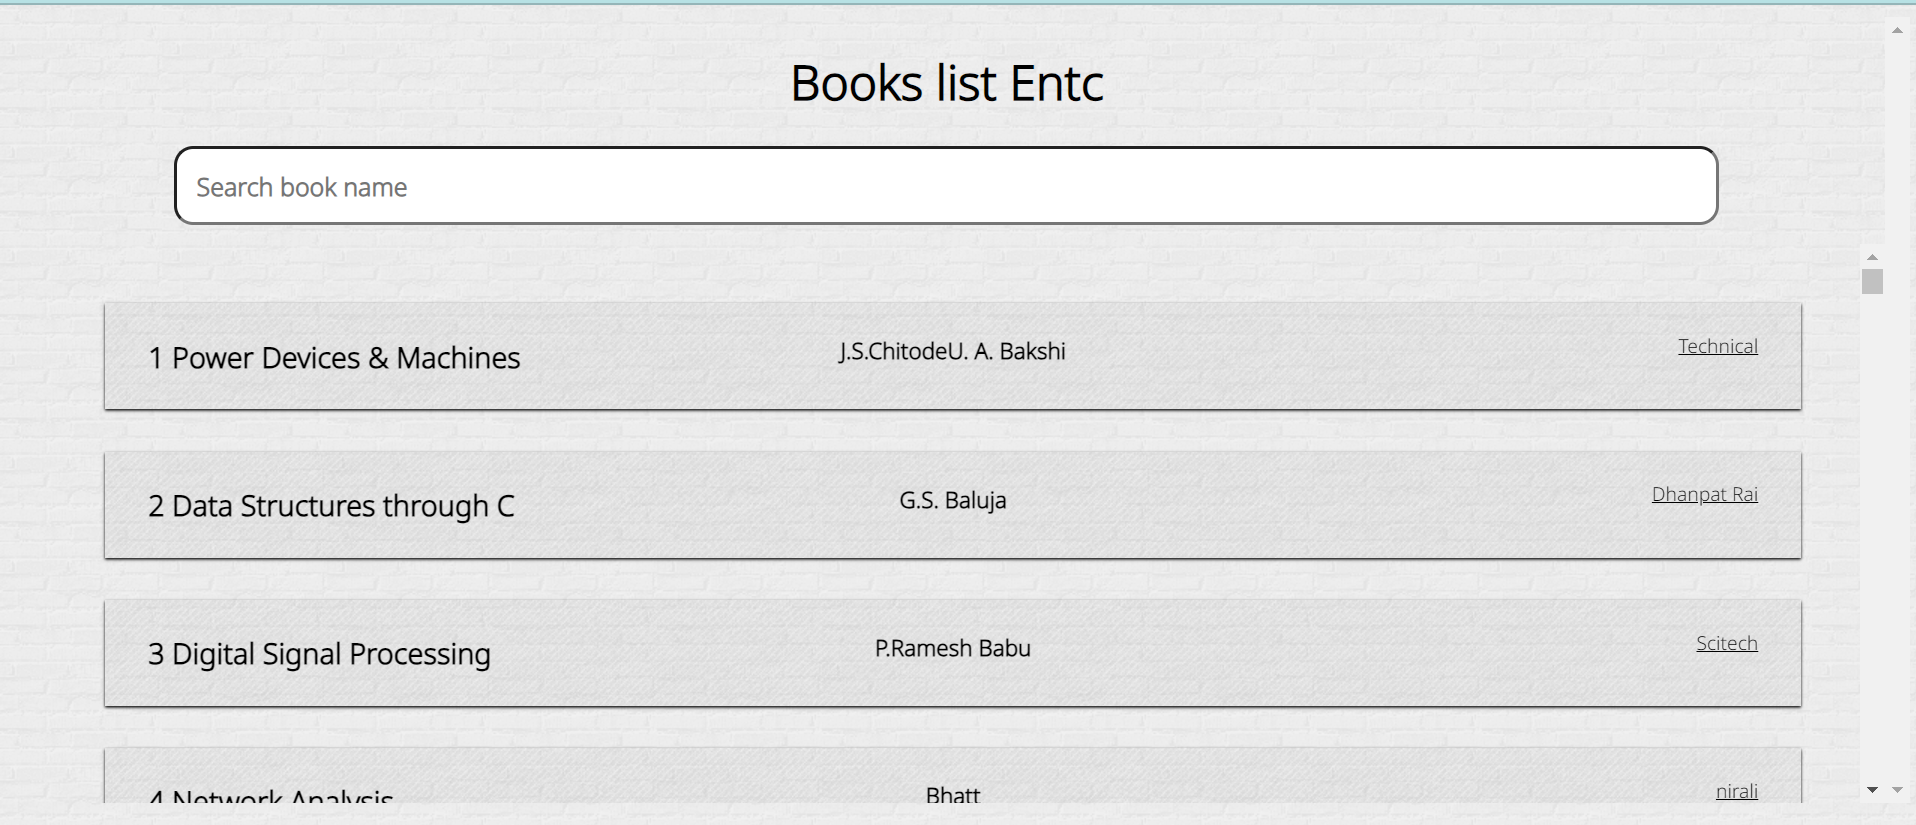 Books list Entc
Search book name
1 Power Devices & Machines J.S.ChitodeU. A. Bakshi Technical
2 Data Structures through C G.S. Baluja Dhanpat Rai
3 Digital Signal Processing P.Ramesh Babu Scitech
4 Network Analysis Bhatt nirali